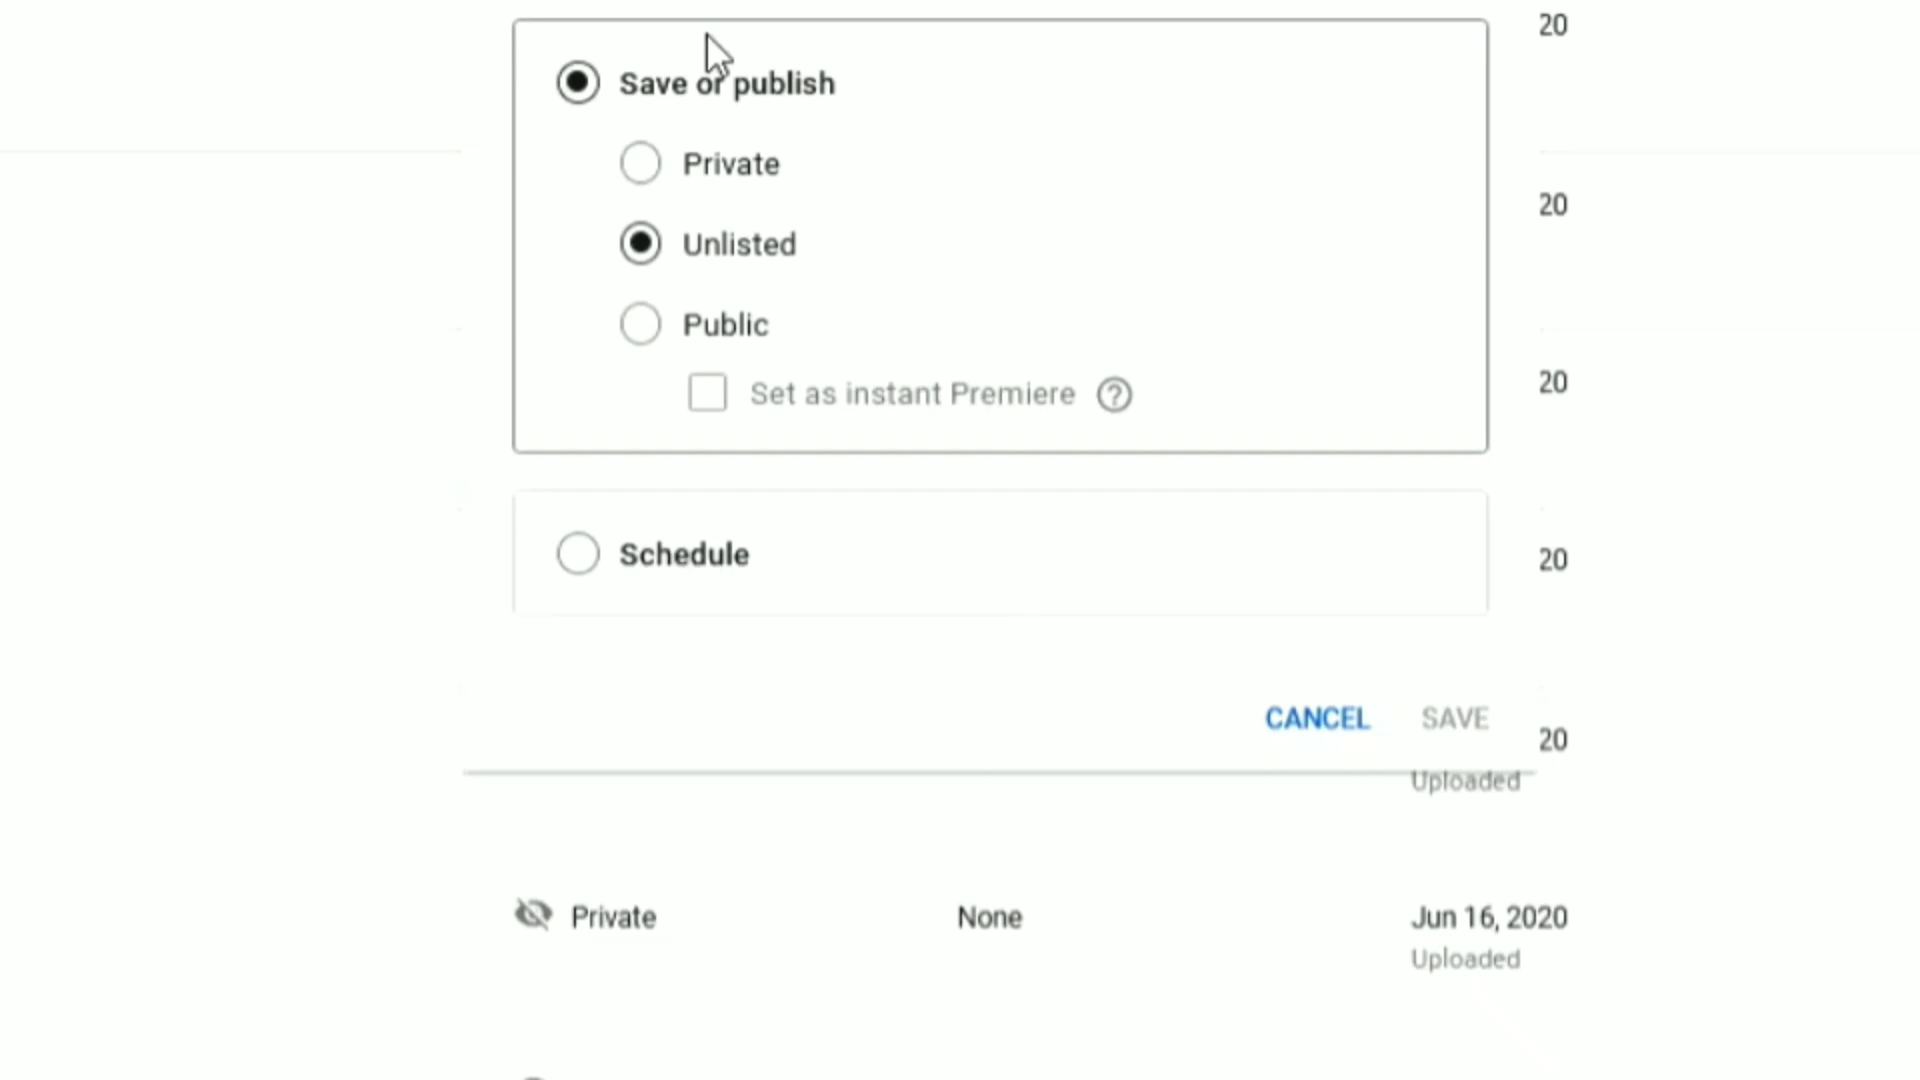 20
Save or publish
Private
20
Unlisted
Public
20
Set as instant Premiere
Schedule
20
CANCEL SAVE
20
Uploaded
Private None Jun 16, 2020
Uploaded